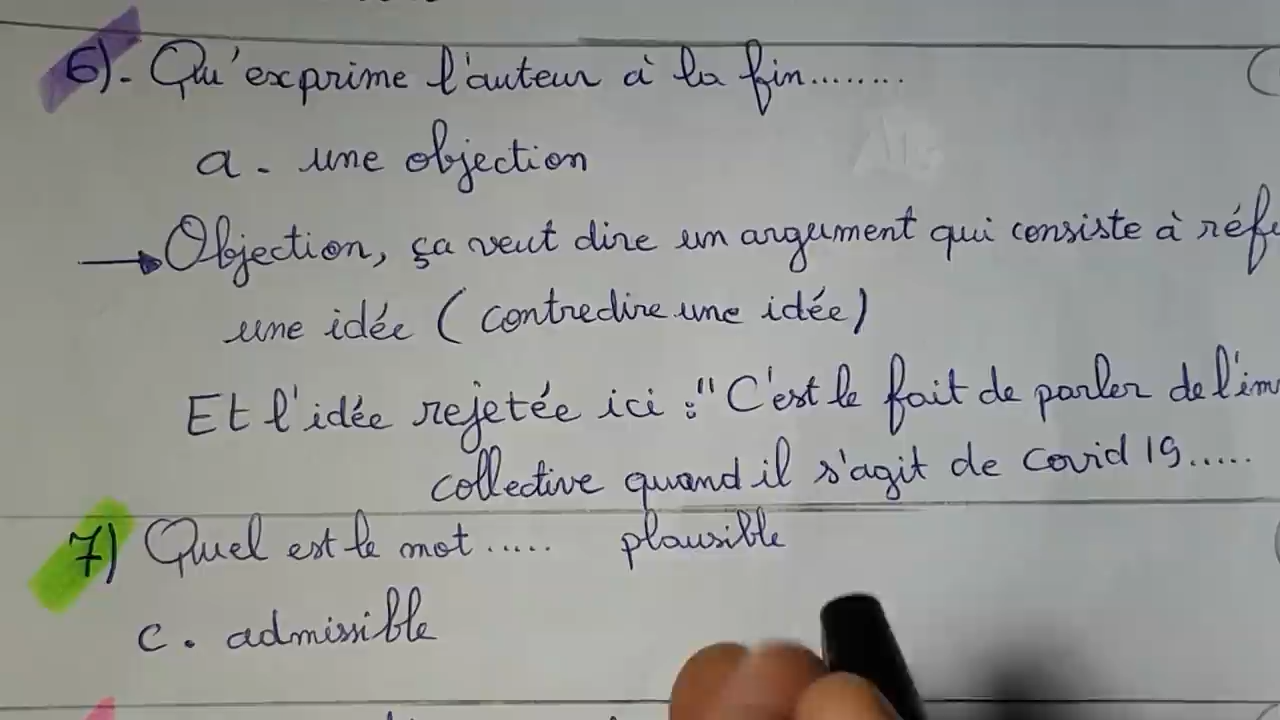 6). Qu'exprime l'auteur à la fin........
a. une objection
Objection, ça veut dire un argument qui consiste à
une idée (contredire une idée)
Et l'idée rejetée ici : "C'est le fait de parler de
collective quand il s'agit de covid 19.....
7) Quel est le mot ..... plausible
c. admissible